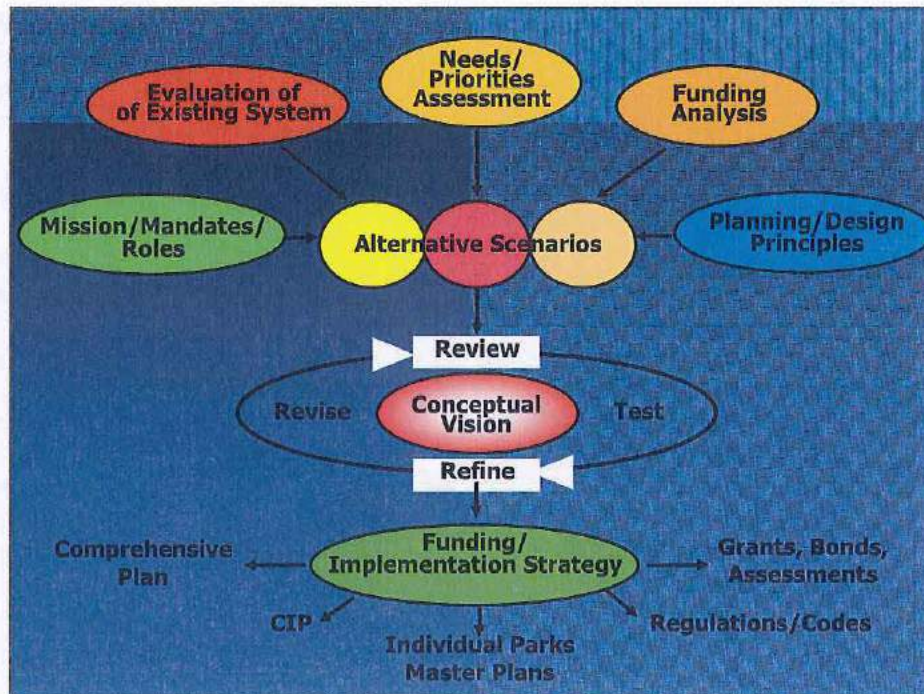 Needs/
Priorities
Assessment
Evaluation of
of Existing System
Funding
Analysis
Mission/Mandates/
Roles
Alternative Scenarios
Planning/Design
Principles
Review
Revise
Conceptual
Vision
Test
Refine
Funding/
Implementation Strategy
Comprehensive
Plan
Grants, Bonds,
Assessments
CIP
Regulations/Codes
Individual Parks
Master Plans